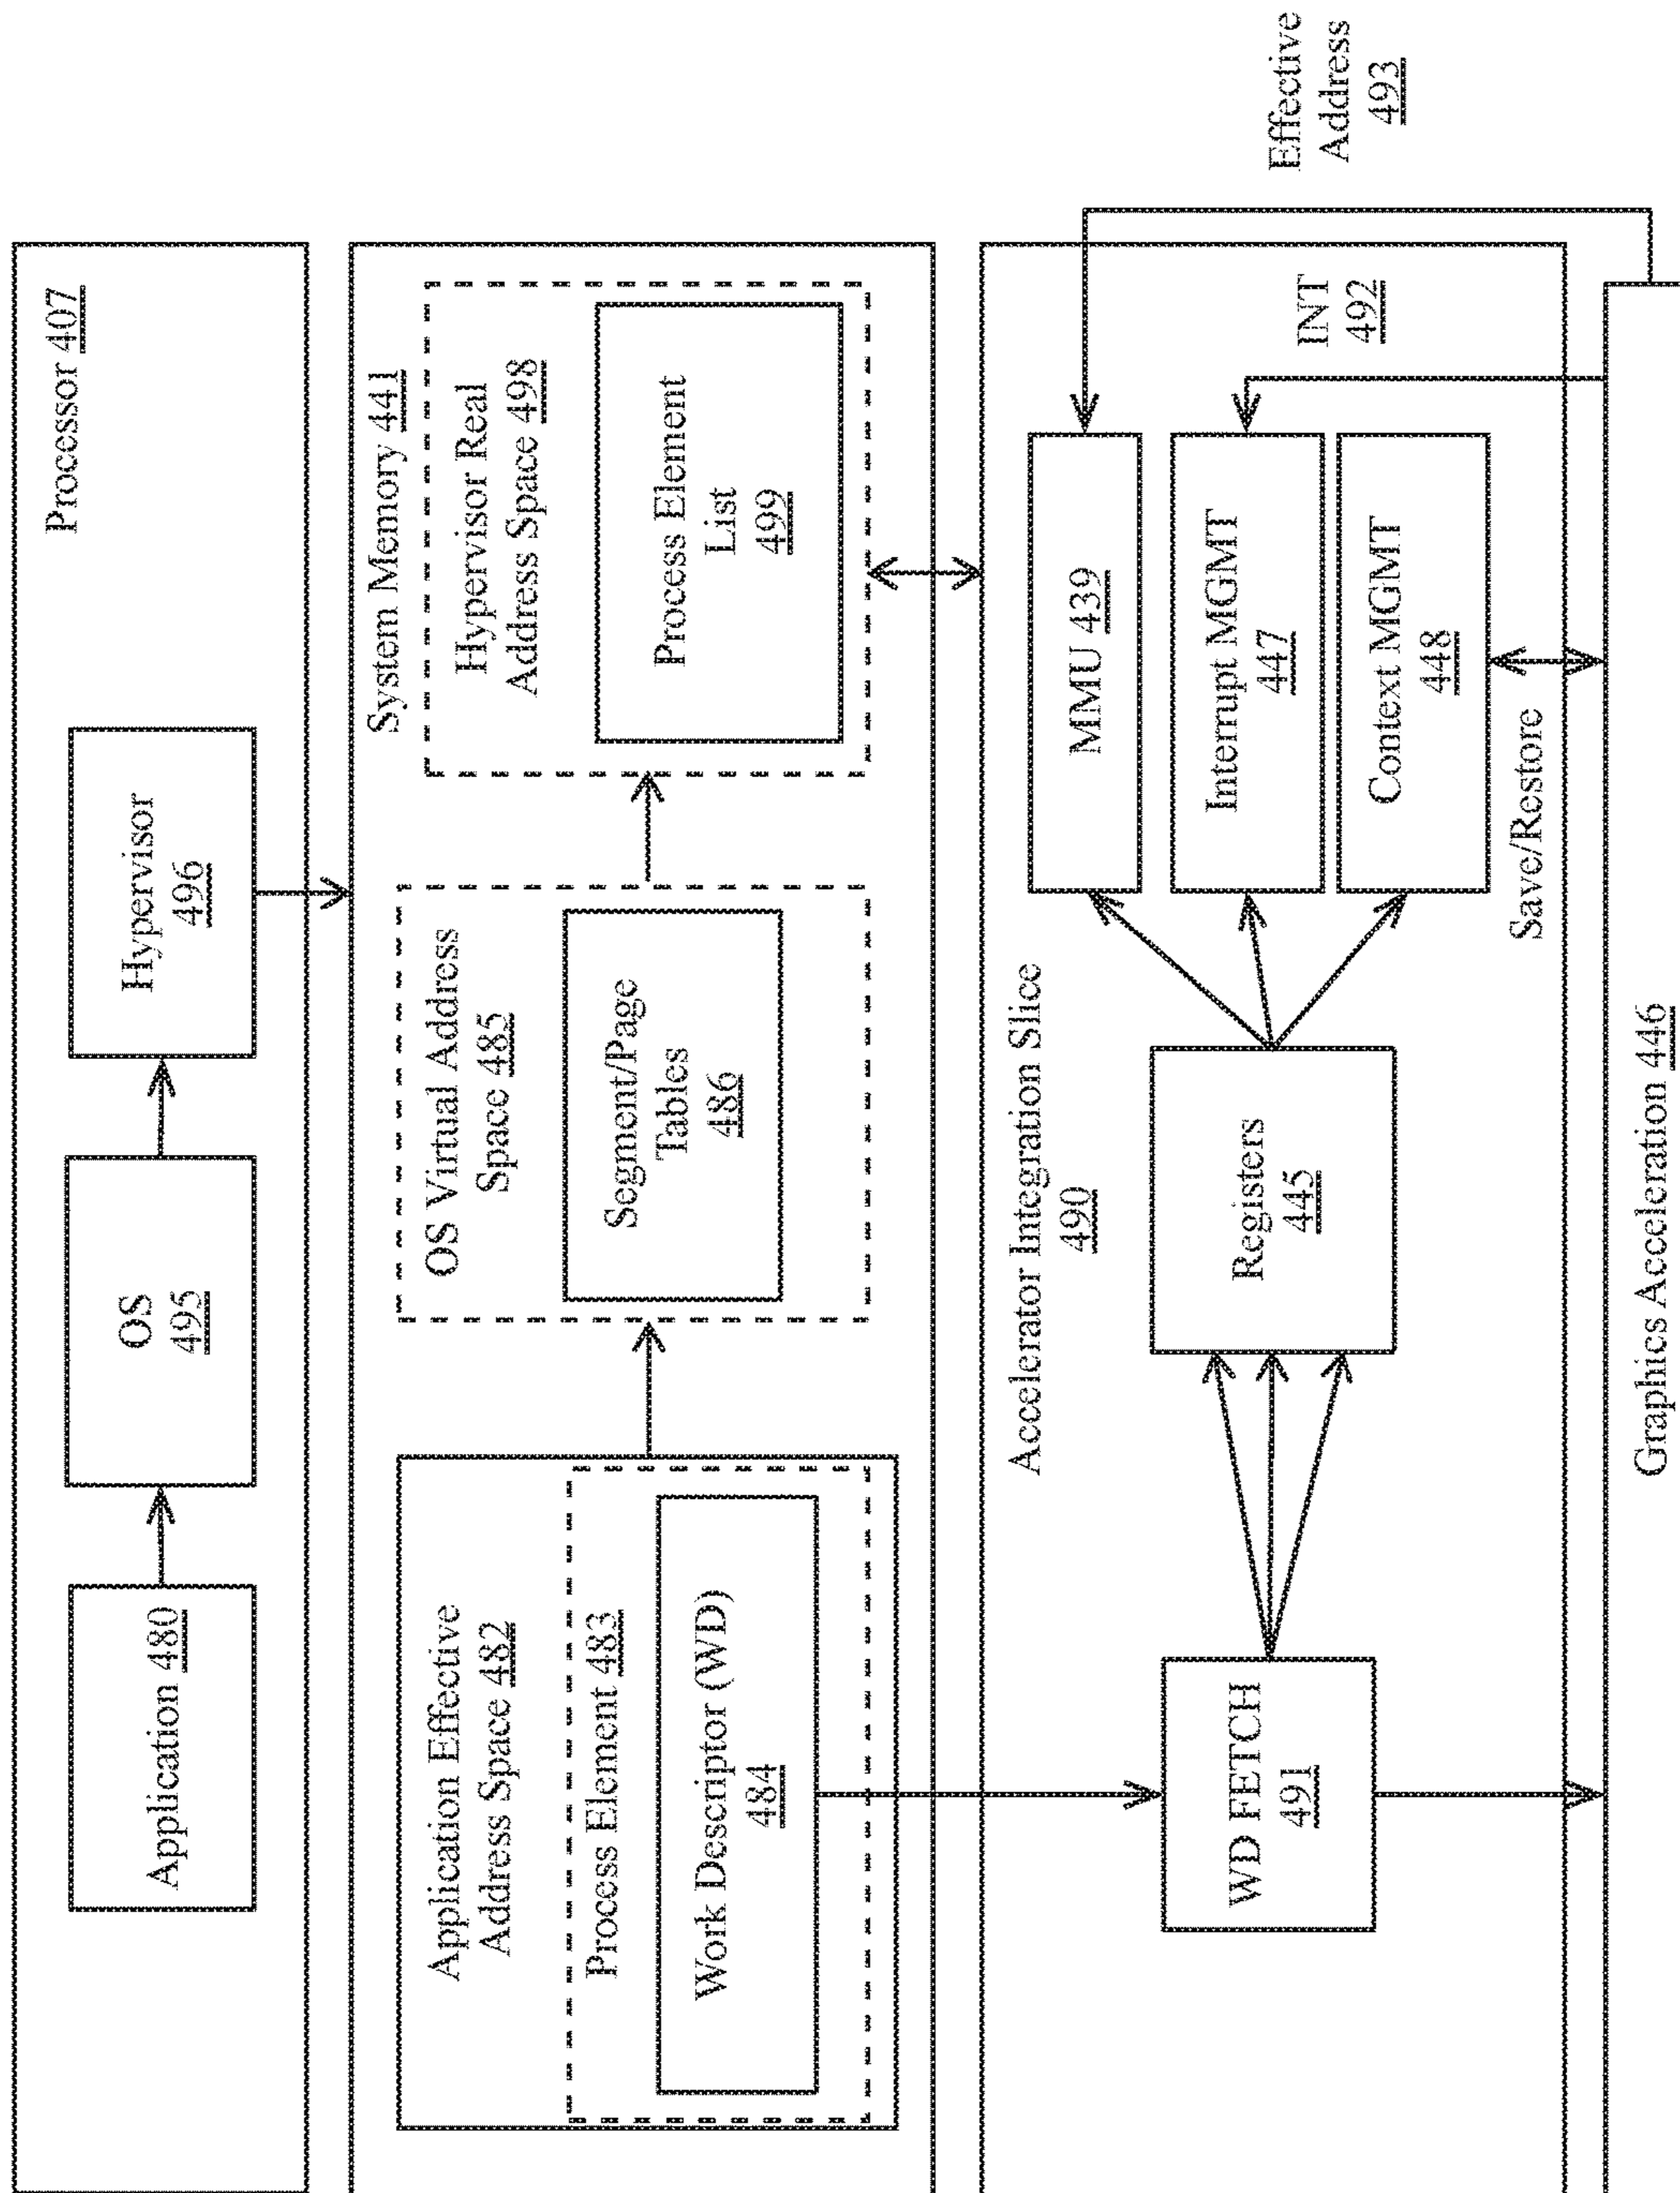 Processor 407
Application 480
OS
495
Hypervisor
496
System Memory 441
Application Effective
Address Space 482
Process Element 483
Work Descriptor (WD)
484
OS Virtual Address
Space 485
Segment/Page
Tables
486
Hypervisor Real
Address Space 498
Process Element
List
499
Accelerator Integration Slice
490
WD FETCH
491
Registers
445
MMU 439
Interrupt MGMT
447
Context MGMT
448
Save/Restore
INT
492
Effective
Address
493
Graphics Acceleration 446